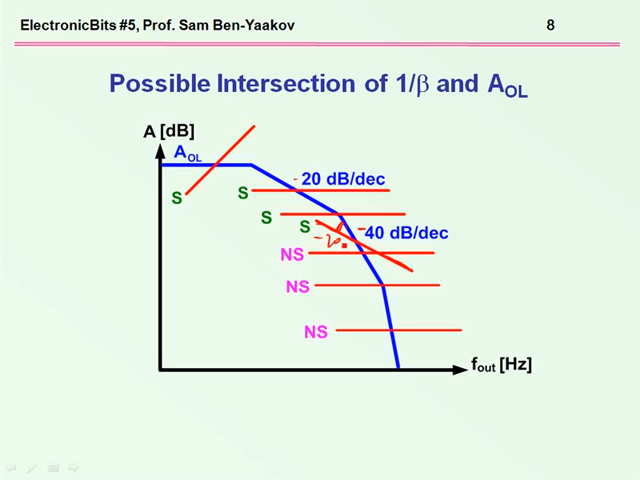 ElectronicBits #5, Prof. Sam Ben-Yaakov 8
Possible Intersection of 1/β and AOL
A [dB]
AOL
S
S
-20 dB/dec
S
S
-40 dB/dec
-20
NS
NS
NS
fout [Hz]